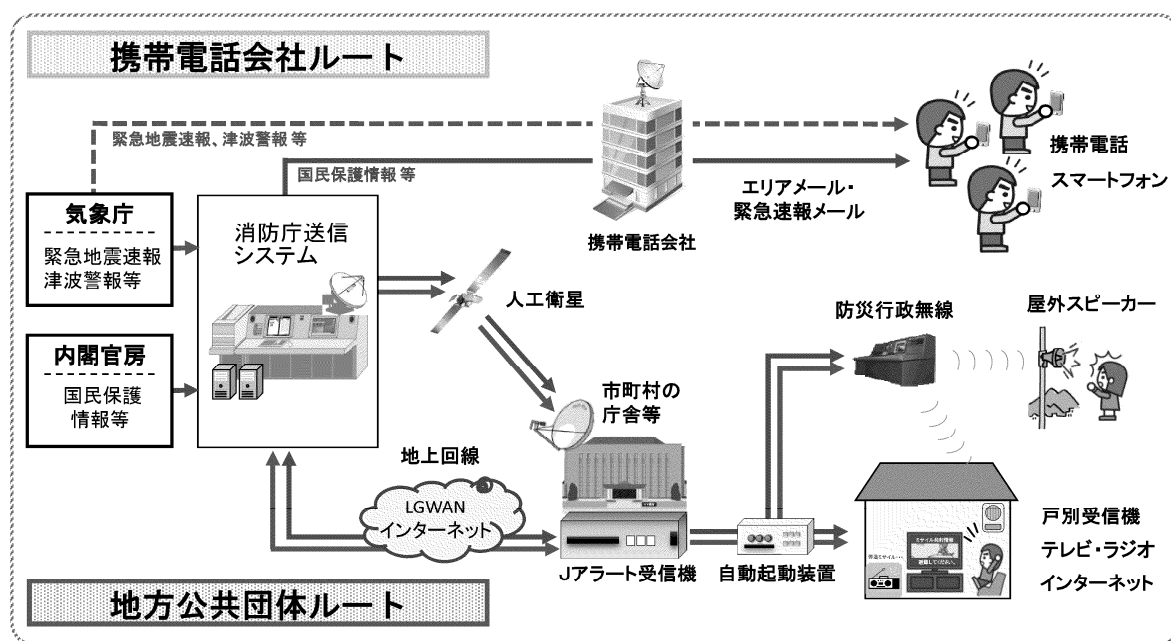 携帯電話会社ルート
緊急地震速報、津波警報 等
国民保護情報 等
気象庁
緊急地震速報
津波警報等
内閣官房
国民保護
情報等
消防庁送信
システム
人工衛星
携帯電話会社
エリアメール・
緊急速報メール
携帯電話
スマートフォン
市町村の
庁舎等
地上回線
LGWAN
インターネット
Jアラート受信機
自動起動装置
防災行政無線
屋外スピーカー
戸別受信機
テレビ・ラジオ
インターネット
地方公共団体ルート